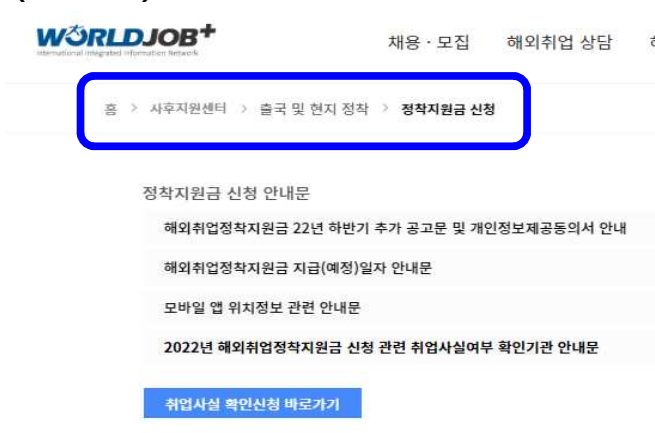 WORLDJOB+
International Integrated Information Network
채용 · 모집 해외취업 상담
홈 > 사후지원센터 > 출국 및 현지 정착 > 정착지원금 신청
정착지원금 신청 안내문
해외취업정착지원금 22년 하반기 추가 공고문 및 개인정보제공동의서 안내
해외취업정착지원금 지급(예정)일자 안내문
모바일 앱 위치정보 관련 안내문
2022년 해외취업정착지원금 신청 관련 취업사실여부 확인기관 안내문
취업사실 확인신청 바로가기